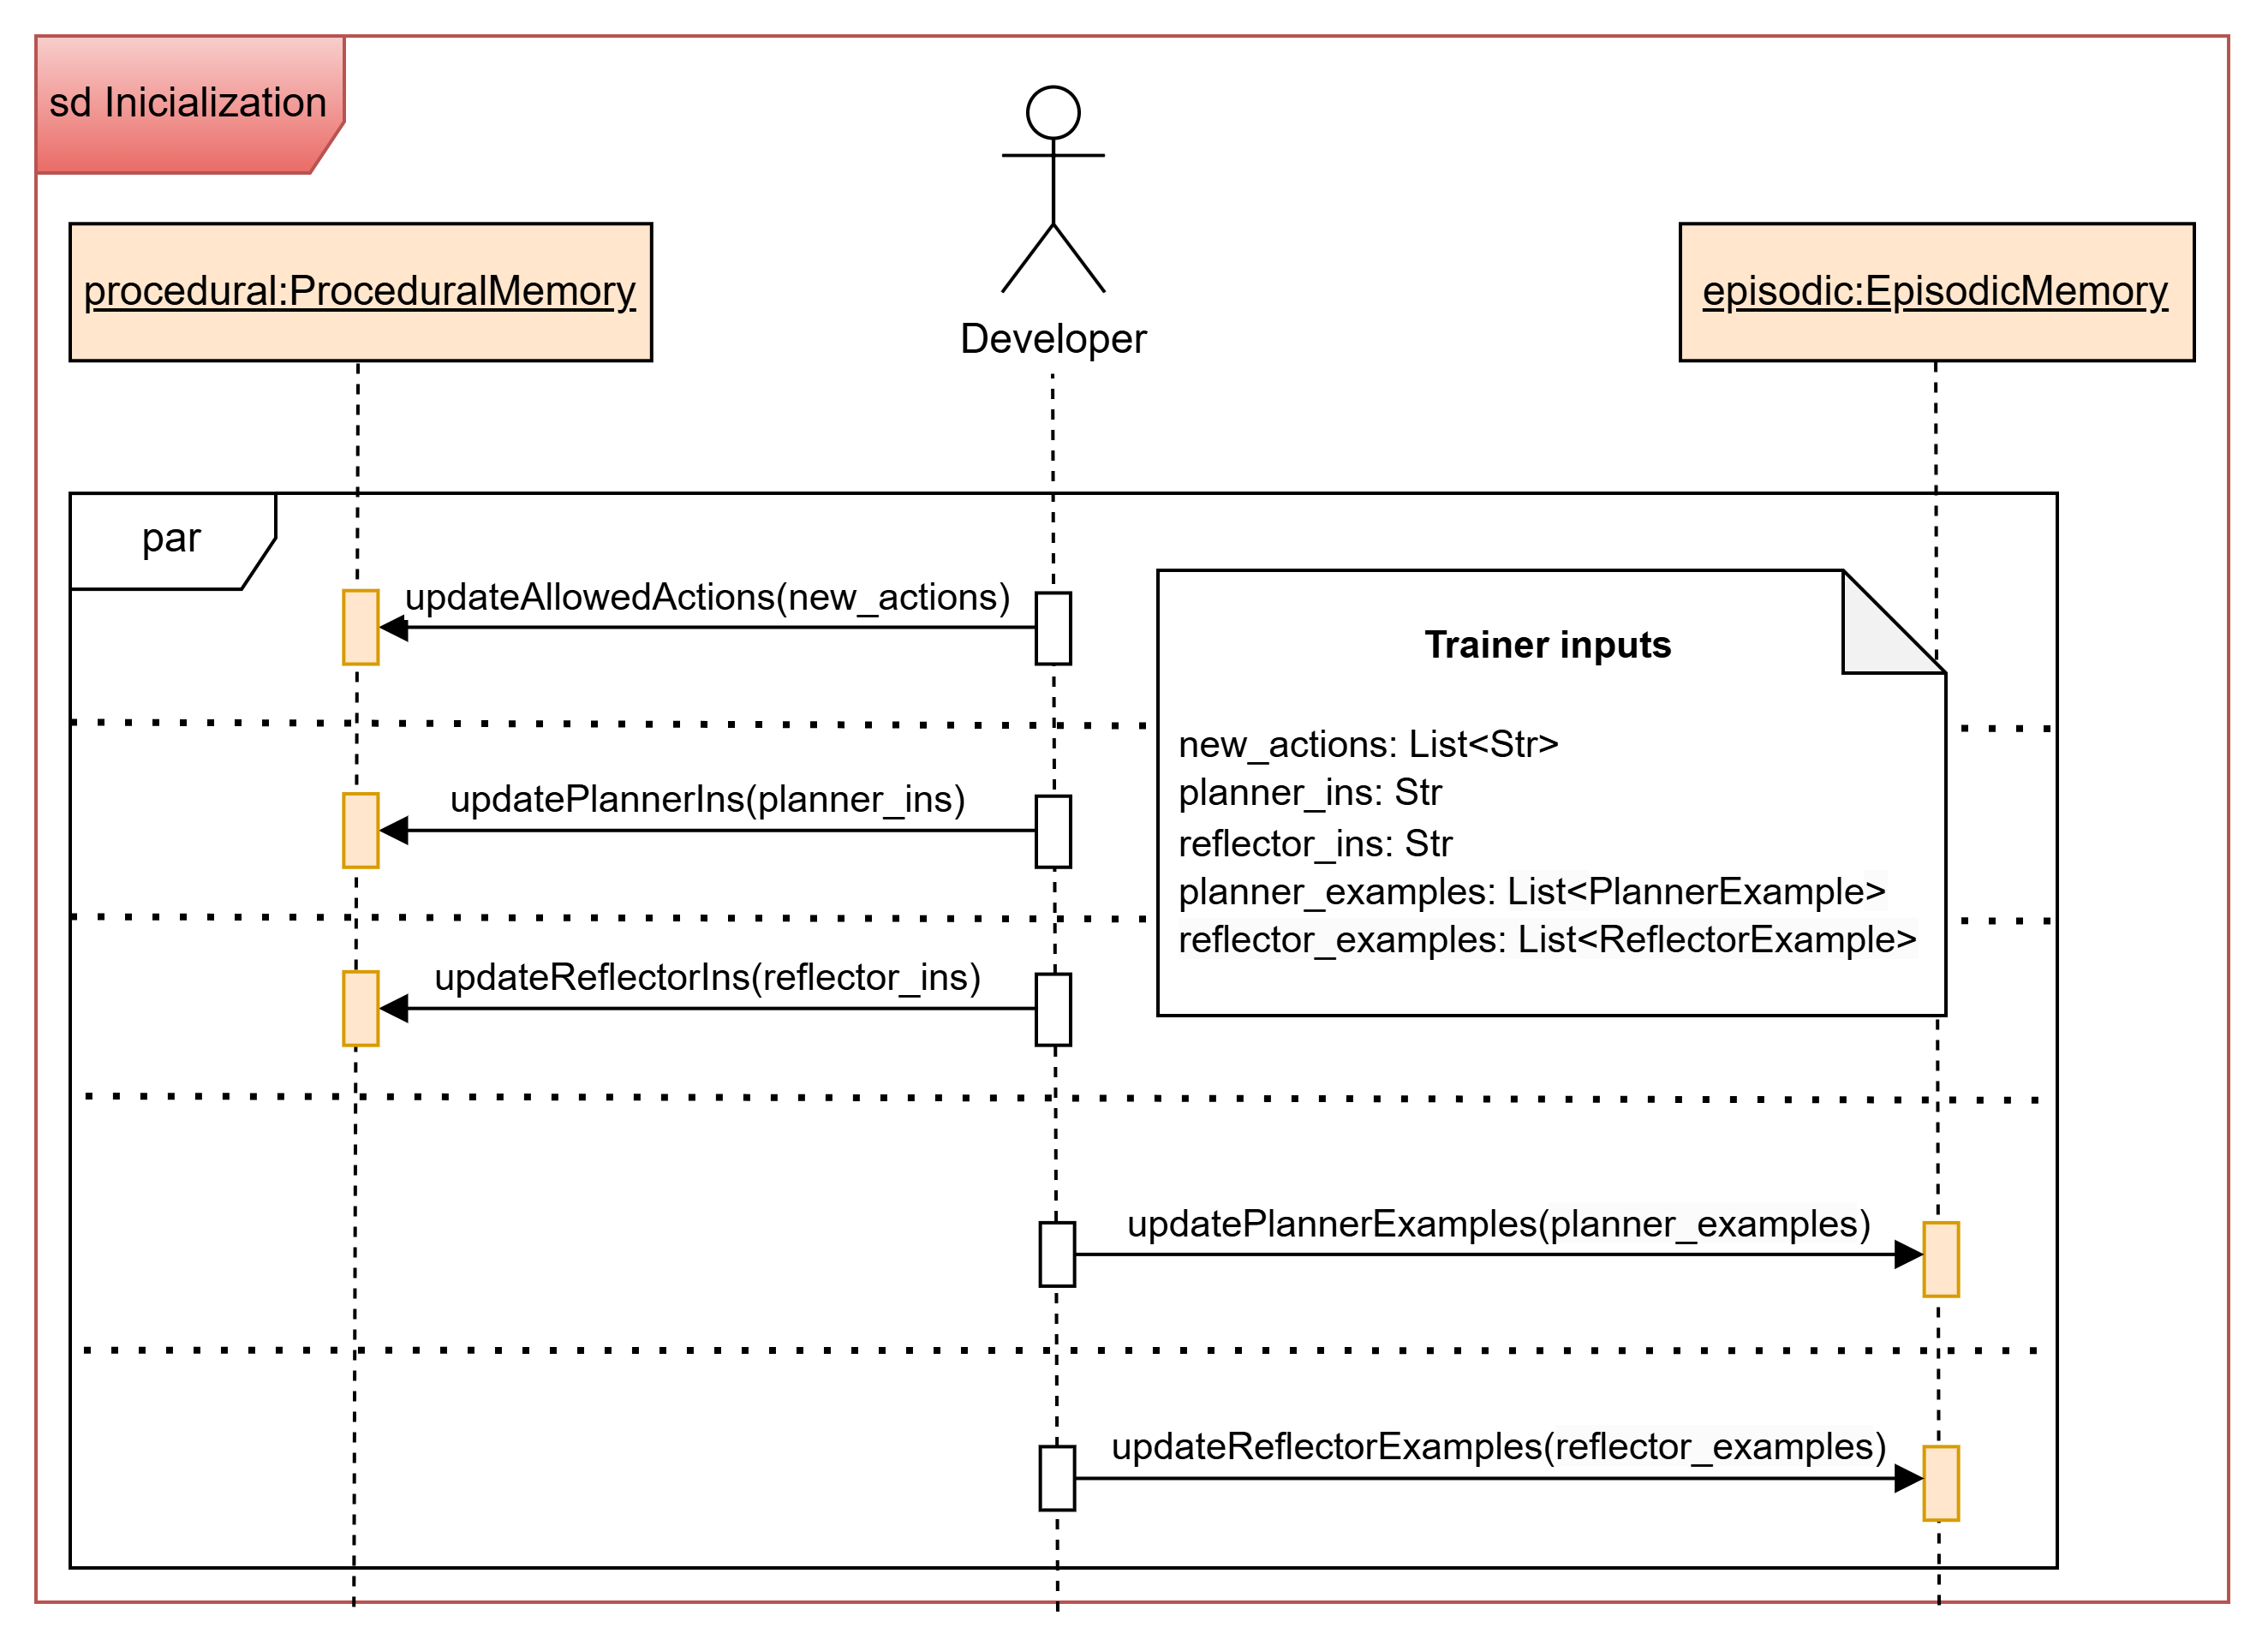 sd Inicialization
procedural:ProceduralMemory
Developer
episodic:EpisodicMemory
par
updateAllowedActions(new_actions)
Trainer inputs
new_actions: List<Str>
planner_ins: Str
reflector_ins: Str
planner_examples: List<PlannerExample>
reflector_examples: List<ReflectorExample>
updatePlannerIns(planner_ins)
updateReflectorIns(reflector_ins)
updatePlannerExamples(planner_examples)
updateReflectorExamples(reflector_examples)